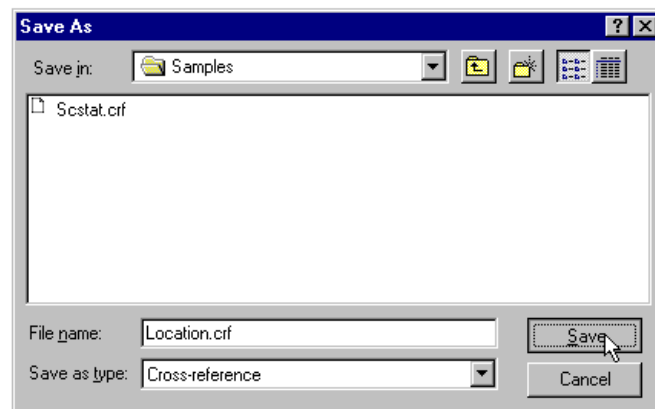 Save As
Save in: Samples
Scstat.crf
File name: Location.crf Save
Save as type: Cross-reference Cancel